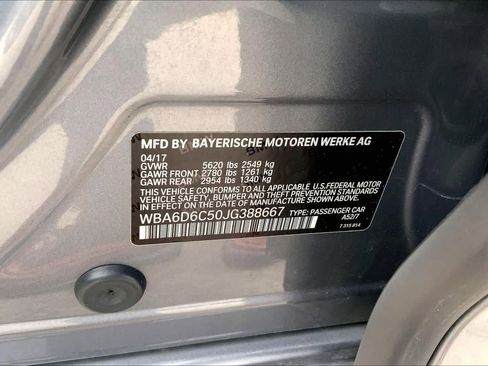 MFD BY BAYERISCHE MOTOREN WERKE AG
04/17
GVWR 5620 lbs 2549 kg
GAWR FRONT 2780 lbs 1261 kg
GAWR REAR 2954 lbs 1340 kg
THIS VEHICLE CONFORMS TO ALL APPLICABLE U.S.FEDERAL MOTOR
VEHICLE SAFETY, BUMPER, AND THEFT PREVENTION STANDARDS
IN EFFECT ON THE DATE OF MANUFACTURE SHOWN ABOVE.
WBA6D6C50JG388667 TYPE: PASSENGER CAR
A52/7
7 315 814